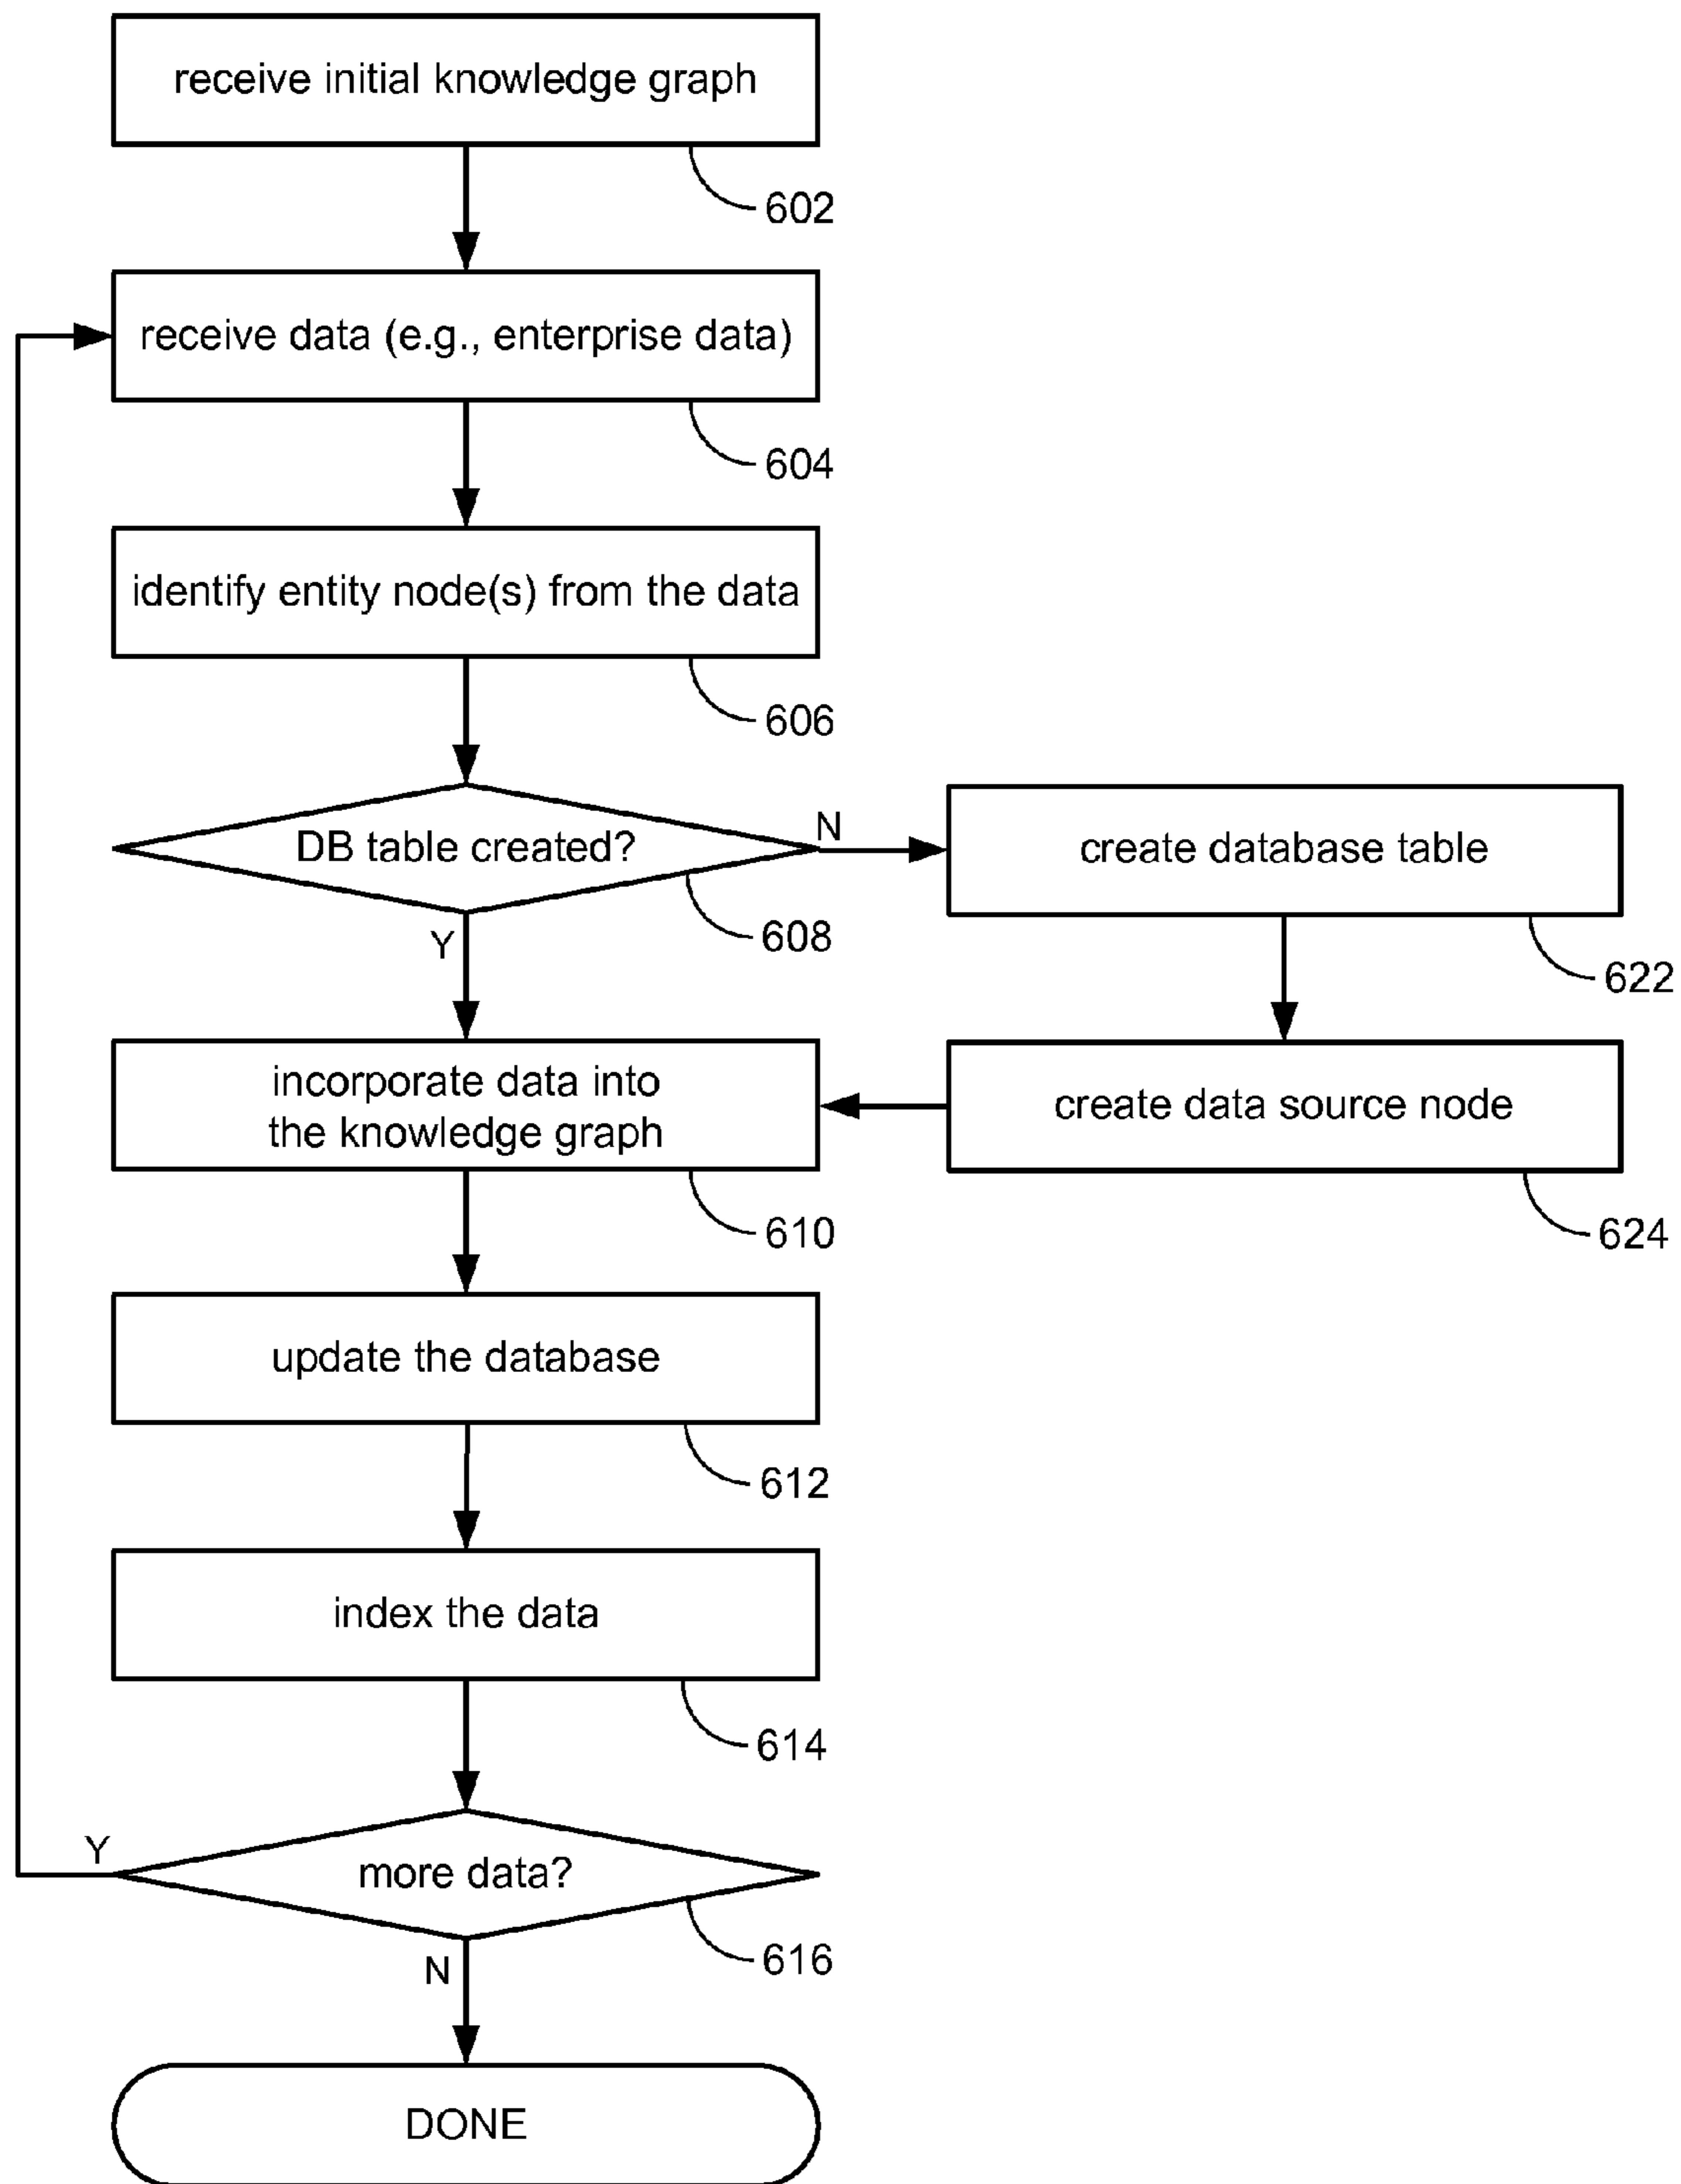 receive initial knowledge graph
602
receive data (e.g., enterprise data)
604
identify entity node(s) from the data
606
DB table created?
N
608
Y
create database table
622
create data source node
624
incorporate data into
the knowledge graph
610
update the database
612
index the data
614
more data?
Y
616
N
DONE